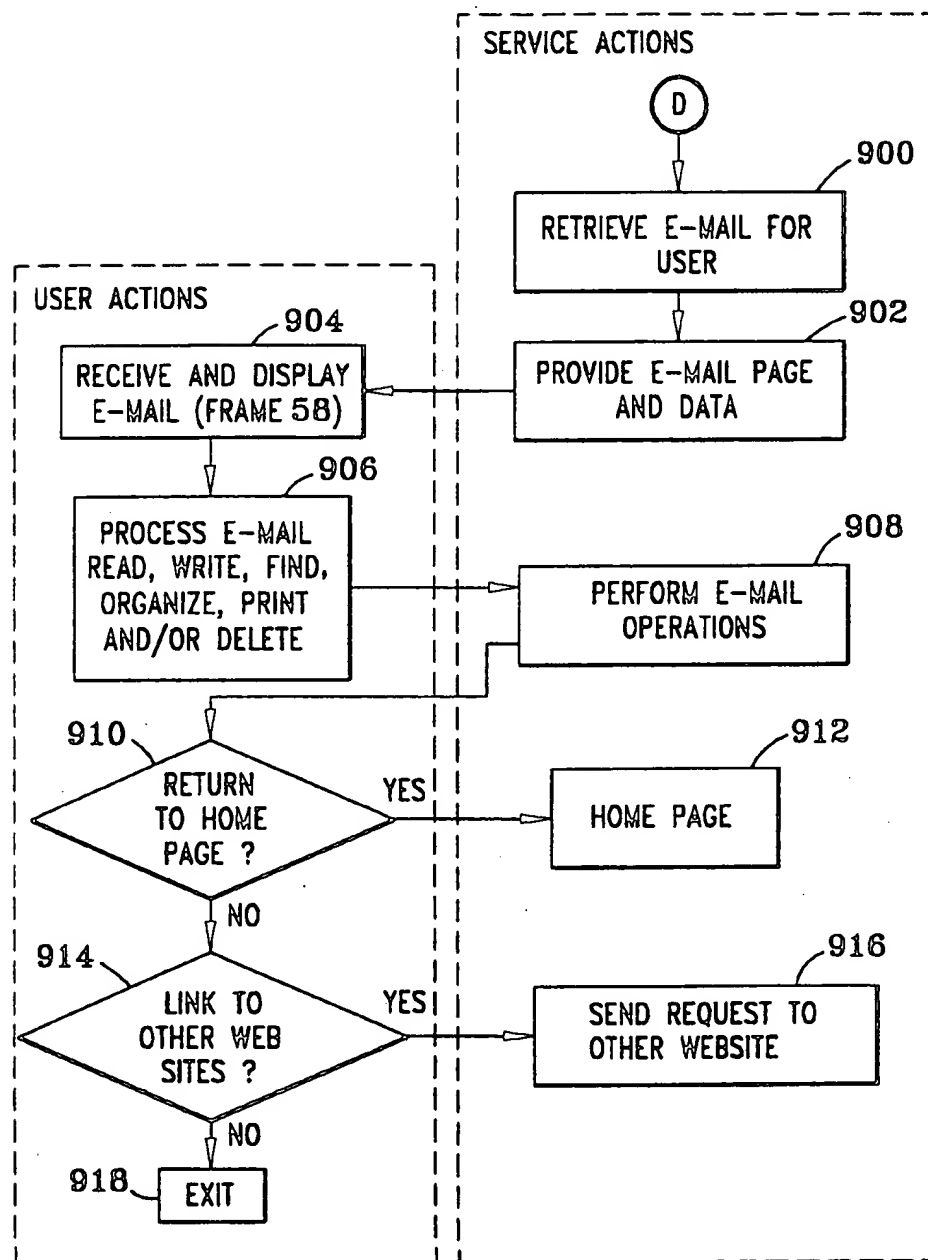 SERVICE ACTIONS
D
900
RETRIEVE E-MAIL FOR
USER
902
PROVIDE E-MAIL PAGE
AND DATA
USER ACTIONS
904
RECEIVE AND DISPLAY
E-MAIL (FRAME 58)
906
PROCESS E-MAIL
READ, WRITE, FIND,
ORGANIZE, PRINT
AND/OR DELETE
908
PERFORM E-MAIL
OPERATIONS
910
RETURN
TO HOME
PAGE ?
YES
912
HOME PAGE
NO
914
LINK TO
OTHER WEB
SITES ?
YES
916
SEND REQUEST TO
OTHER WEBSITE
NO
918
EXIT